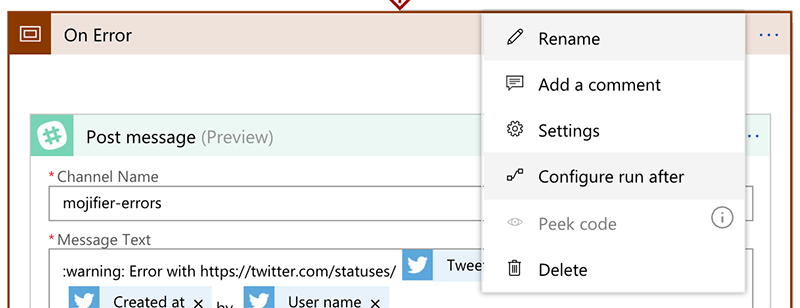 On Error
Rename
Add a comment
Settings
Configure run after
Peek code
Delete
Post message (Preview)
* Channel Name
mojifier-errors
* Message Text
:warning: Error with https://twitter.com/statuses/ Twee
Created at × by User name ×